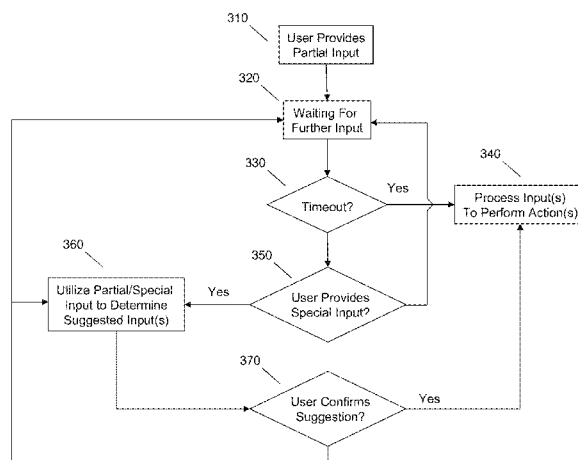 310
User Provides
Partial Input
320
Waiting For
Further Input
330
340
Timeout?
Yes
Process Input(s)
To Perform Action(s)
360
350
Utilize Partial/Special
Input to Determine
Suggested Input(s)
Yes
User Provides
Special Input?
370
User Confirms
Suggestion?
Yes